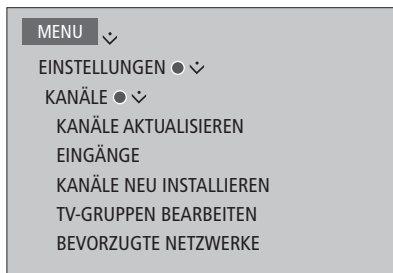 MENU
EINSTELLUNGEN
KANÄLE
KANÄLE AKTUALISIEREN
EINGÄNGE
KANÄLE NEU INSTALLIEREN
TV-GRUPPEN BEARBEITEN
BEVORZUGTE NETZWERKE